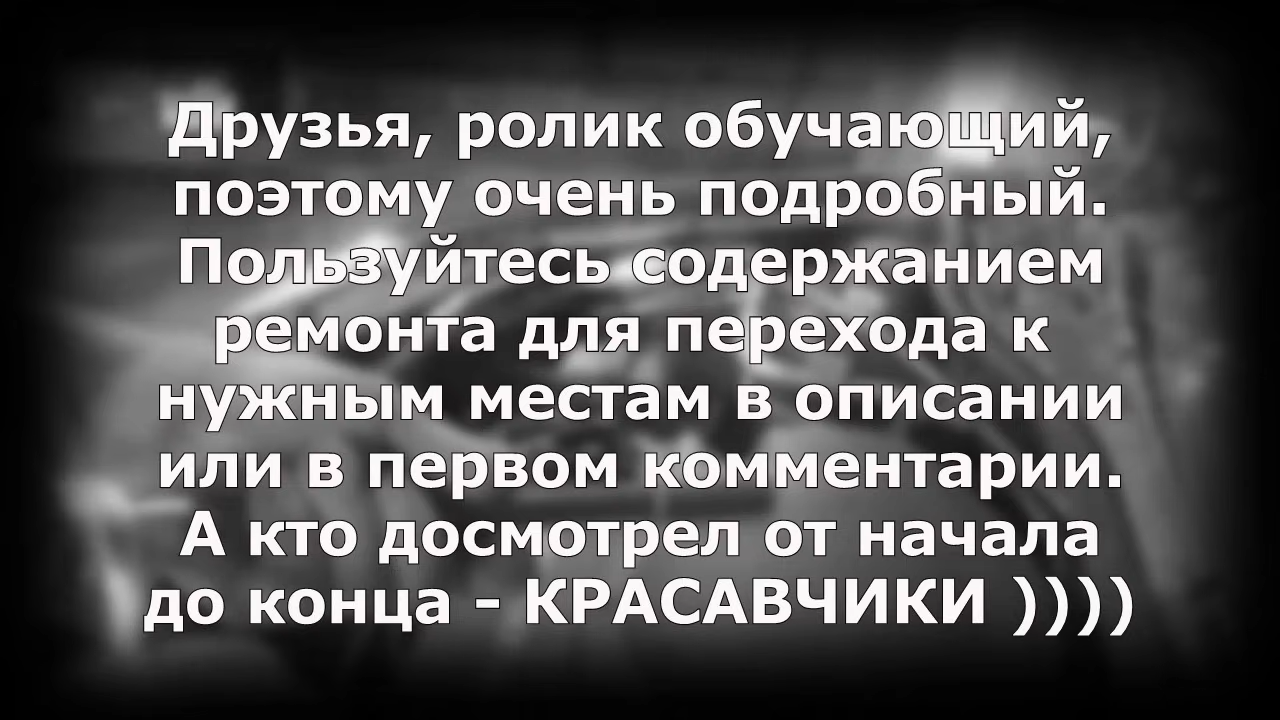 Друзья, ролик обучающий,
поэтому очень подробный.
Пользуйтесь содержанием
ремонта для перехода к
нужным местам в описании
или в первом комментарии.
А кто досмотрел от начала
до конца - КРАСАВЧИКИ ))))